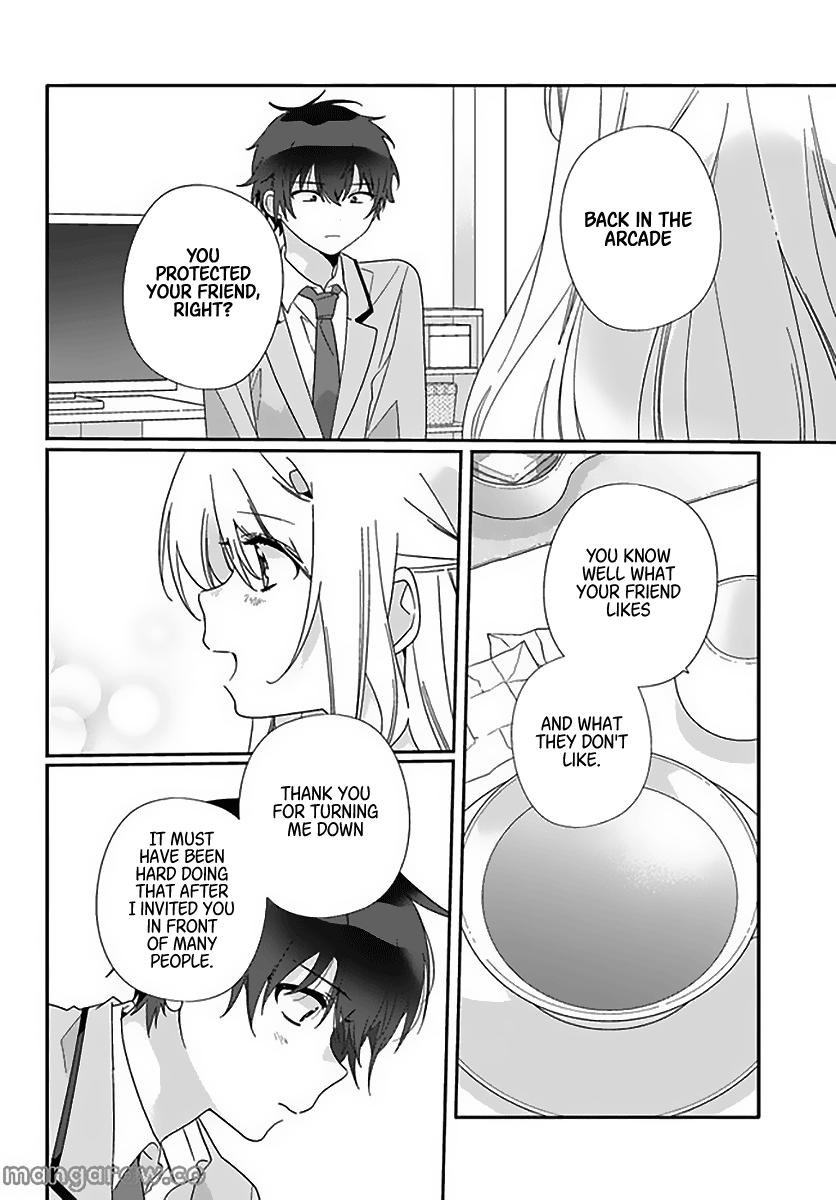 BACK IN THE
ARCADE
YOU
PROTECTED
YOUR FRIEND,
RIGHT?
YOU KNOW
WELL WHAT
YOUR FRIEND
LIKES
AND WHAT
THEY DON'T
LIKE.
THANK YOU
FOR TURNING
ME DOWN
IT MUST
HAVE BEEN
HARD DOING
THAT AFTER
I INVITED YOU
IN FRONT
OF MANY
PEOPLE.
mangarow.co